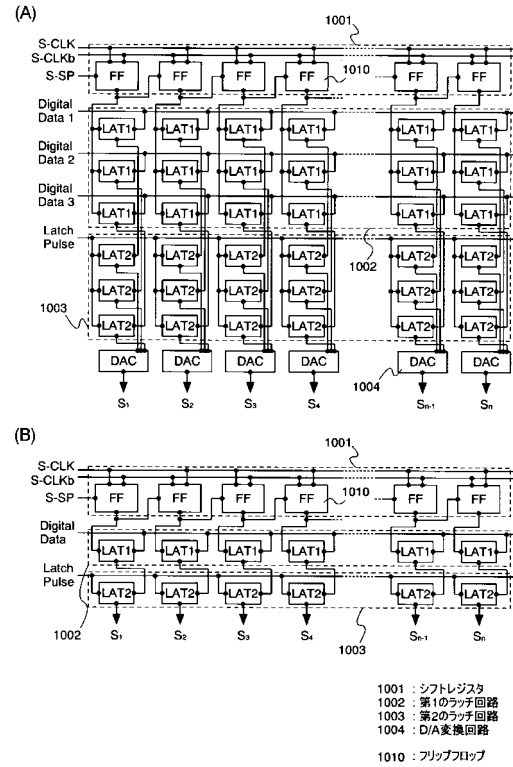 (A)
1001
S-CLK
S-CLKb
S-SP
FF FF FF FF FF FF
1010
Digital
Data 1
LAT1 LAT1 LAT1 LAT1 LAT1 LAT1
Digital
Data 2
LAT1 LAT1 LAT1 LAT1 LAT1 LAT1
Digital
Data 3
LAT1 LAT1 LAT1 LAT1 LAT1 LAT1
Latch
Pulse
1002
LAT2 LAT2 LAT2 LAT2 LAT2 LAT2
LAT2 LAT2 LAT2 LAT2 LAT2 LAT2
LAT2 LAT2 LAT2 LAT2 LAT2 LAT2
1003
DAC DAC DAC DAC DAC DAC
1004
S1 S2 S3 S4 Sn-1 Sn
(B)
1001
S-CLK
S-CLKb
S-SP
FF FF FF FF FF FF
1010
Digital
Data
LAT1 LAT1 LAT1 LAT1 LAT1 LAT1
Latch
Pulse
LAT2 LAT2 LAT2 LAT2 LAT2 LAT2
1002
S1 S2 S3 S4 Sn-1 Sn
1003
1001 : シフトレジスタ
1002 : 第1のラッチ回路
1003 : 第2のラッチ回路
1004 : D/A変換回路
1010 : フリップフロップ